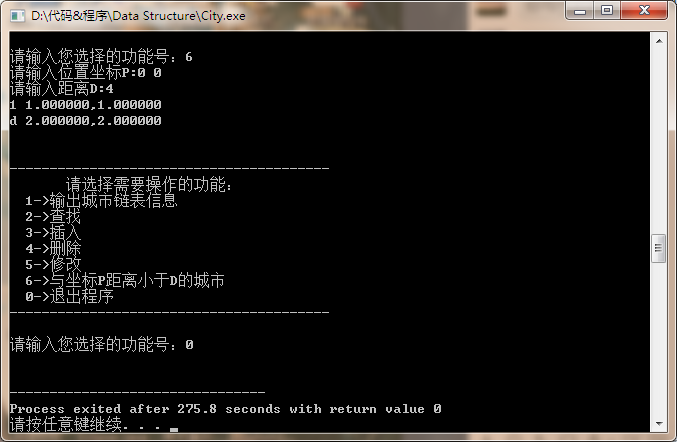 D:\代码&程序\Data Structure\City.exe
请输入您选择的功能号：6
请输入位置坐标P:0 0
请输入距离D:4
1 1.000000,1.000000
d 2.000000,2.000000
----------------------------------------
请选择需要操作的功能：
1->输出城市链表信息
2->查找
3->插入
4->删除
5->修改
6->与坐标P距离小于D的城市
0->退出程序
----------------------------------------
请输入您选择的功能号：0
--------------------------------
Process exited after 275.8 seconds with return value 0
请按任意键继续. . .